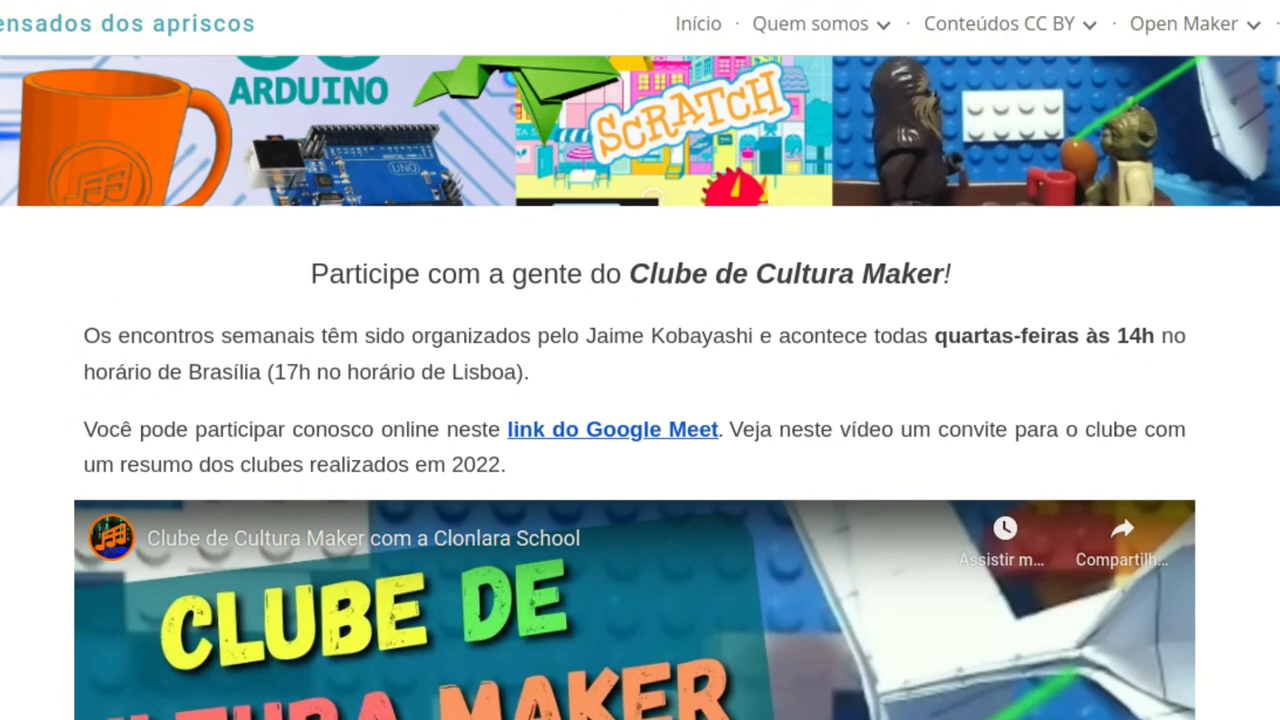 ensados dos apriscos
Início · Quem somos · Conteúdos CC BY · Open Maker ·
ARDUINO
UNO
SCRATCH
Participe com a gente do Clube de Cultura Maker!
Os encontros semanais têm sido organizados pelo Jaime Kobayashi e acontece todas quartas-feiras às 14h no
horário de Brasília (17h no horário de Lisboa).
Você pode participar conosco online neste link do Google Meet. Veja neste vídeo um convite para o clube com
um resumo dos clubes realizados em 2022.
Clube de Cultura Maker com a Clonlara School
Assistir m...
Compartilh...
CLUBE DE
LTURA MAKER